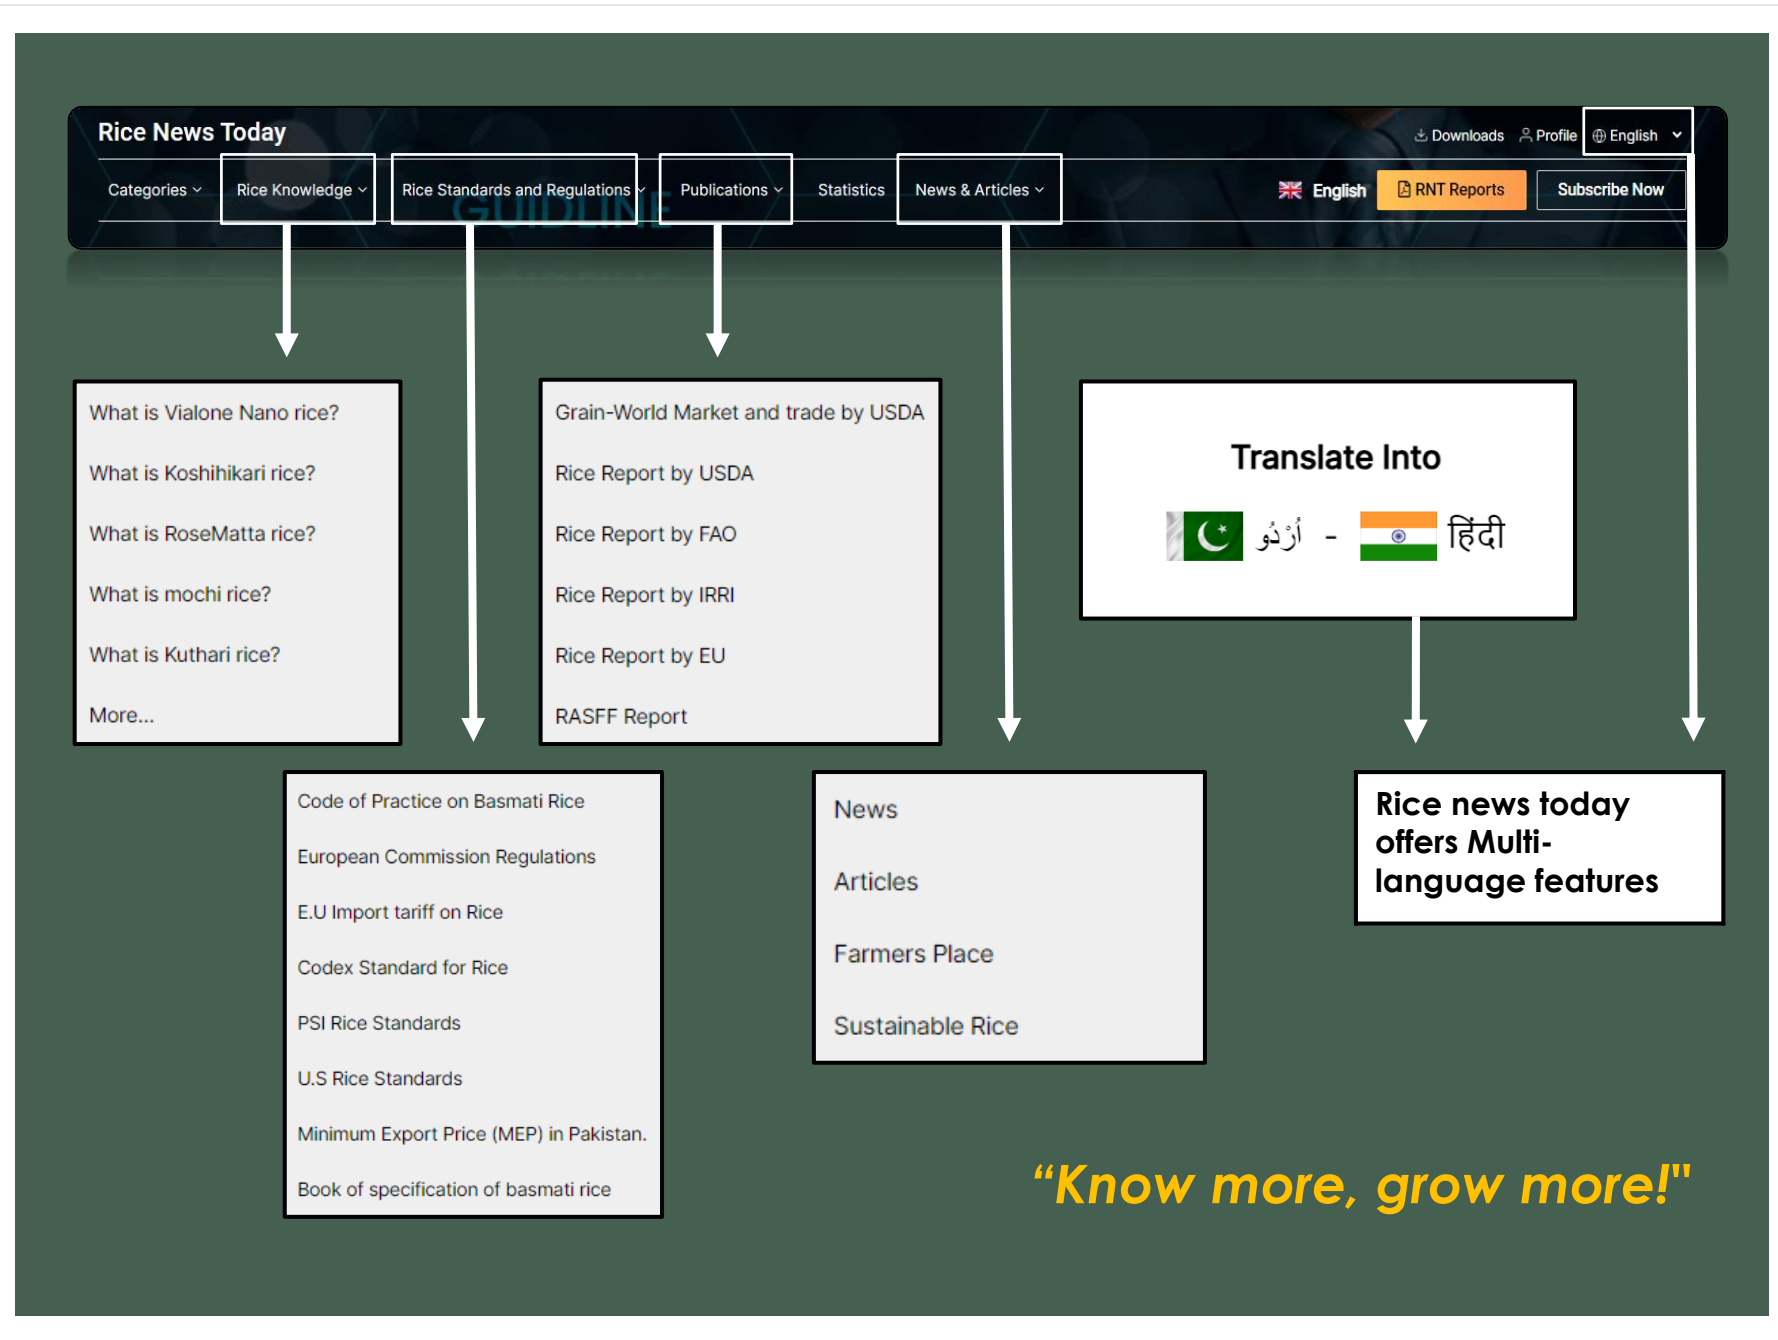 Rice News Today
Downloads Profile English
Categories Rice Knowledge Rice Standards and Regulations Publications Statistics News & Articles English RNT Reports Subscribe Now
GUIDLINE
What is Vialone Nano rice?
What is Koshihikari rice?
What is RoseMatta rice?
What is mochi rice?
What is Kuthari rice?
More...
Grain-World Market and trade by USDA
Rice Report by USDA
Rice Report by FAO
Rice Report by IRRI
Rice Report by EU
RASFF Report
Translate Into
اُرْدُو - हिंदी
Code of Practice on Basmati Rice
European Commission Regulations
E.U Import tariff on Rice
Codex Standard for Rice
PSI Rice Standards
U.S Rice Standards
Minimum Export Price (MEP) in Pakistan.
Book of specification of basmati rice
News
Articles
Farmers Place
Sustainable Rice
Rice news today
offers Multi-
language features
“Know more, grow more!"